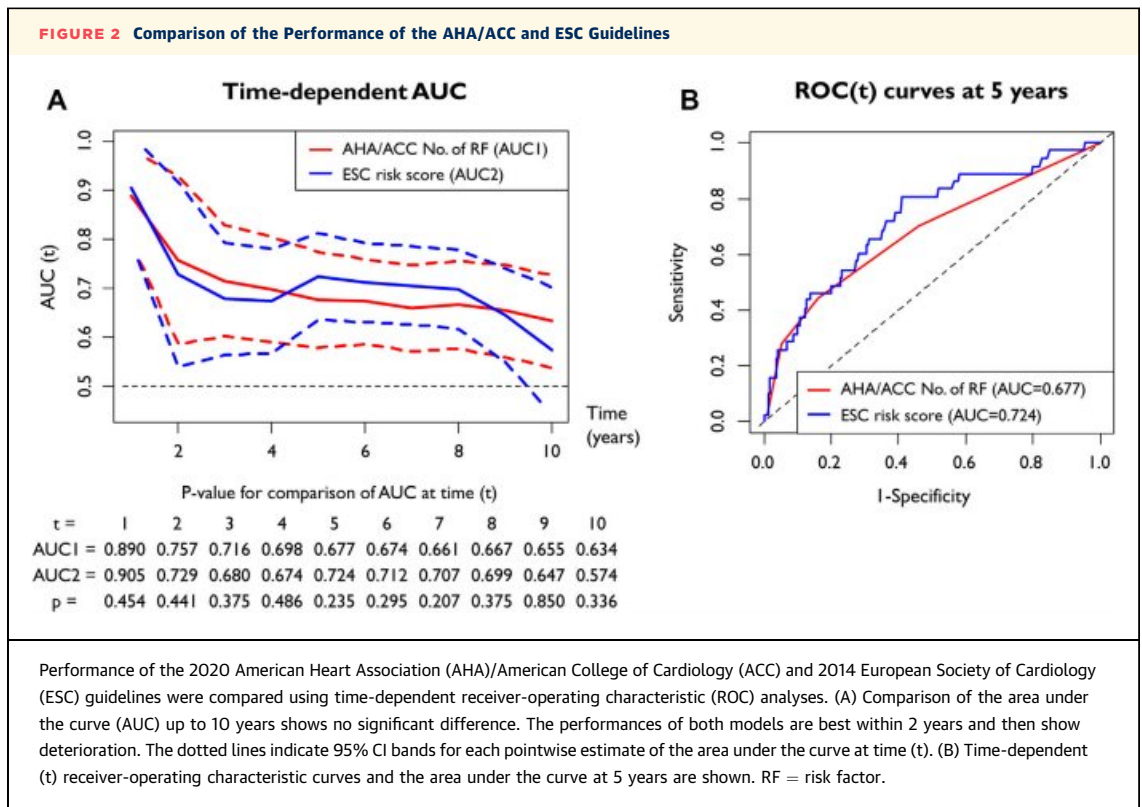 FIGURE 2 Comparison of the Performance of the AHA/ACC and ESC Guidelines
A
Time-dependent AUC
AUC (t)
1.0
0.9
0.8
0.7
0.6
0.5
AHA/ACC No. of RF (AUC1)
ESC risk score (AUC2)
2 4 6 8 10
Time
(years)
P-value for comparison of AUC at time (t)
t = 1 2 3 4 5 6 7 8 9 10
AUC1 = 0.890 0.757 0.716 0.698 0.677 0.674 0.661 0.667 0.655 0.634
AUC2 = 0.905 0.729 0.680 0.674 0.724 0.712 0.707 0.699 0.647 0.574
p = 0.454 0.441 0.375 0.486 0.235 0.295 0.207 0.375 0.850 0.336
B
ROC(t) curves at 5 years
Sensitivity
1.0
0.8
0.6
0.4
0.2
0.0
AHA/ACC No. of RF (AUC=0.677)
ESC risk score (AUC=0.724)
0.0 0.2 0.4 0.6 0.8 1.0
1-Specificity
Performance of the 2020 American Heart Association (AHA)/American College of Cardiology (ACC) and 2014 European Society of Cardiology
(ESC) guidelines were compared using time-dependent receiver-operating characteristic (ROC) analyses. (A) Comparison of the area under
the curve (AUC) up to 10 years shows no significant difference. The performances of both models are best within 2 years and then show
deterioration. The dotted lines indicate 95% CI bands for each pointwise estimate of the area under the curve at time (t). (B) Time-dependent
(t) receiver-operating characteristic curves and the area under the curve at 5 years are shown. RF = risk factor.